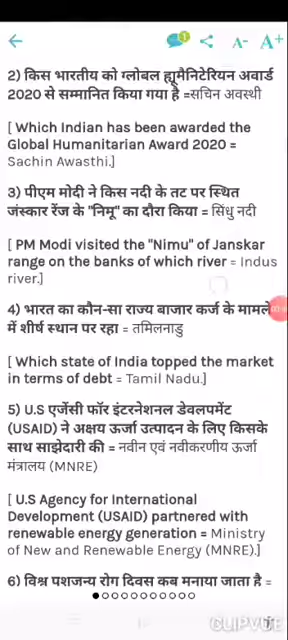 A- A+
2) किस भारतीय को ग्लोबल ह्यूमैनिटेरियन अवार्ड
2020 से सम्मानित किया गया है =सचिन अवस्थी
[ Which Indian has been awarded the
Global Humanitarian Award 2020 =
Sachin Awasthi.]
3) पीएम मोदी ने किस नदी के तट पर स्थित
जंस्कार रेंज के "निमू" का दौरा किया = सिंधु नदी
[ PM Modi visited the "Nimu" of Janskar
range on the banks of which river = Indus
river.]
4) भारत का कौन-सा राज्य बाजार कर्ज के मामले
में शीर्ष स्थान पर रहा = तमिलनाडु
[ Which state of India topped the market
in terms of debt = Tamil Nadu.]
5) U.S एजेंसी फॉर इंटरनेशनल डेवलपमेंट
(USAID) ने अक्षय ऊर्जा उत्पादन के लिए किसके
साथ साझेदारी की = नवीन एवं नवीकरणीय ऊर्जा
मंत्रालय (MNRE)
[ U.S Agency for International
Development (USAID) partnered with
renewable energy generation = Ministry
of New and Renewable Energy (MNRE).]
6) विश्व पशुजन्य रोग दिवस कब मनाया जाता है =